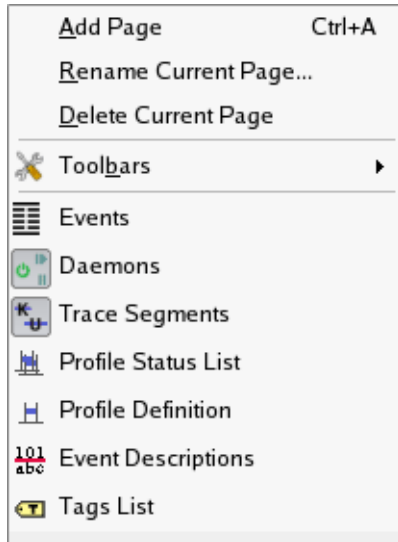 Add Page Ctrl+A
Rename Current Page...
Delete Current Page
Toolbars
Events
Daemons
K U Trace Segments
Profile Status List
Profile Definition
101
abc Event Descriptions
T Tags List